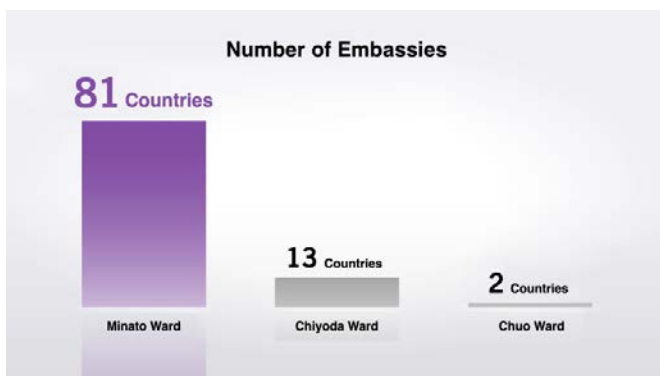 Number of Embassies
81 Countries
13 Countries
2 Countries
Minato Ward
Chiyoda Ward
Chuo Ward